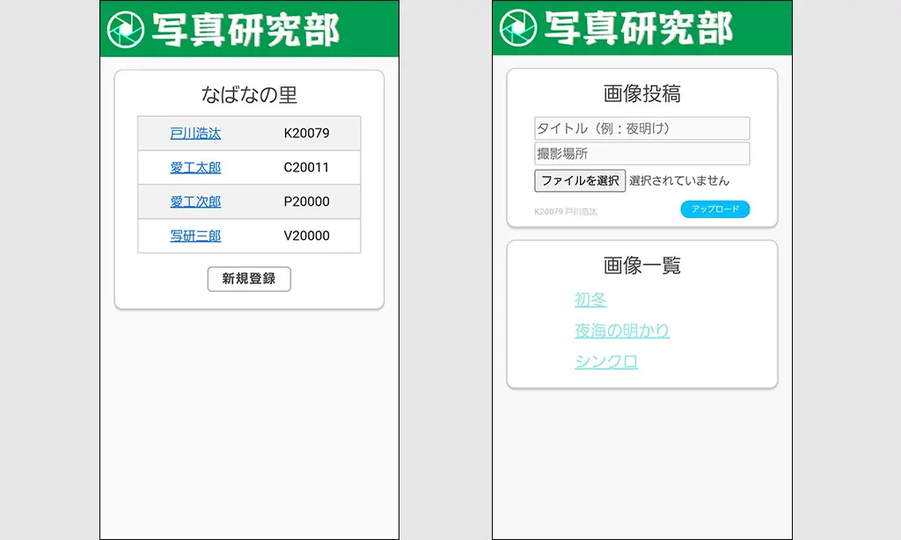 写真研究部
なばなの里
戸川浩汰 K20079
愛工太郎 C20011
愛工次郎 P20000
写研三郎 V20000
新規登録
写真研究部
画像投稿
タイトル（例：夜明け）
撮影場所
ファイルを選択 選択されていません
K20079 戸川浩汰 アップロード
画像一覧
初冬
夜海の明かり
シンクロ